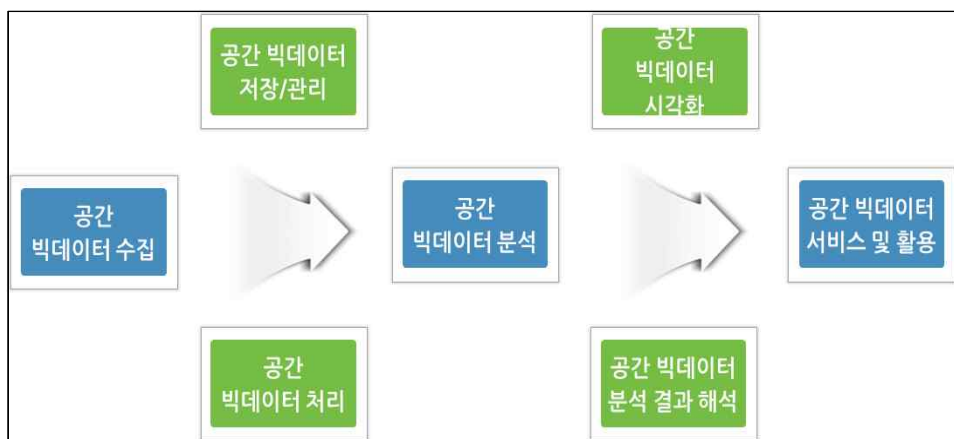 공간 빅데이터
저장/관리
공간
빅데이터
시각화
공간
빅데이터 수집
공간
빅데이터 분석
공간 빅데이터
서비스 및 활용
공간
빅데이터 처리
공간 빅데이터
분석 결과 해석